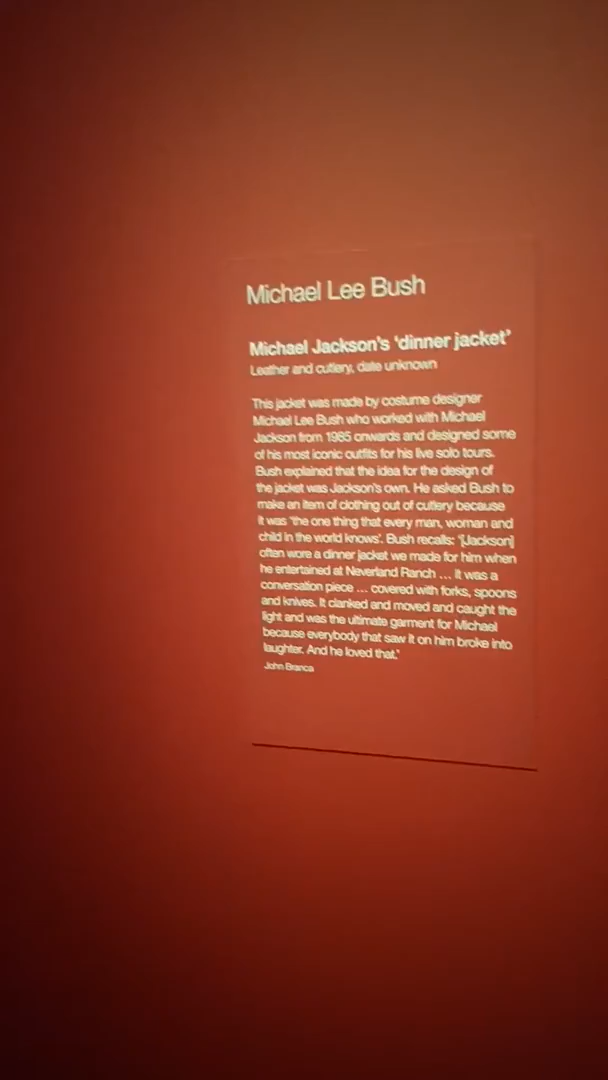 Michael Lee Bush
Michael Jackson's 'dinner jacket'
Leather and cutlery, date unknown
This jacket was made by costume designer
Michael Lee Bush who worked with Michael
Jackson from 1985 onwards and designed some
of his most iconic outfits for his live solo tours.
Bush explained that the idea for the design of
the jacket was Jackson's own. He asked Bush to
make an item of clothing out of cutlery because
it was 'the one thing that every man, woman and
child in the world knows'. Bush recalls: '[Jackson]
often wore a dinner jacket we made for him when
he entertained at Neverland Ranch ... it was a
conversation piece ... covered with forks, spoons
and knives. It clanked and moved and caught the
light and was the ultimate garment for Michael
because everybody that saw it on him broke into
laughter. And he loved that.'
John Branca